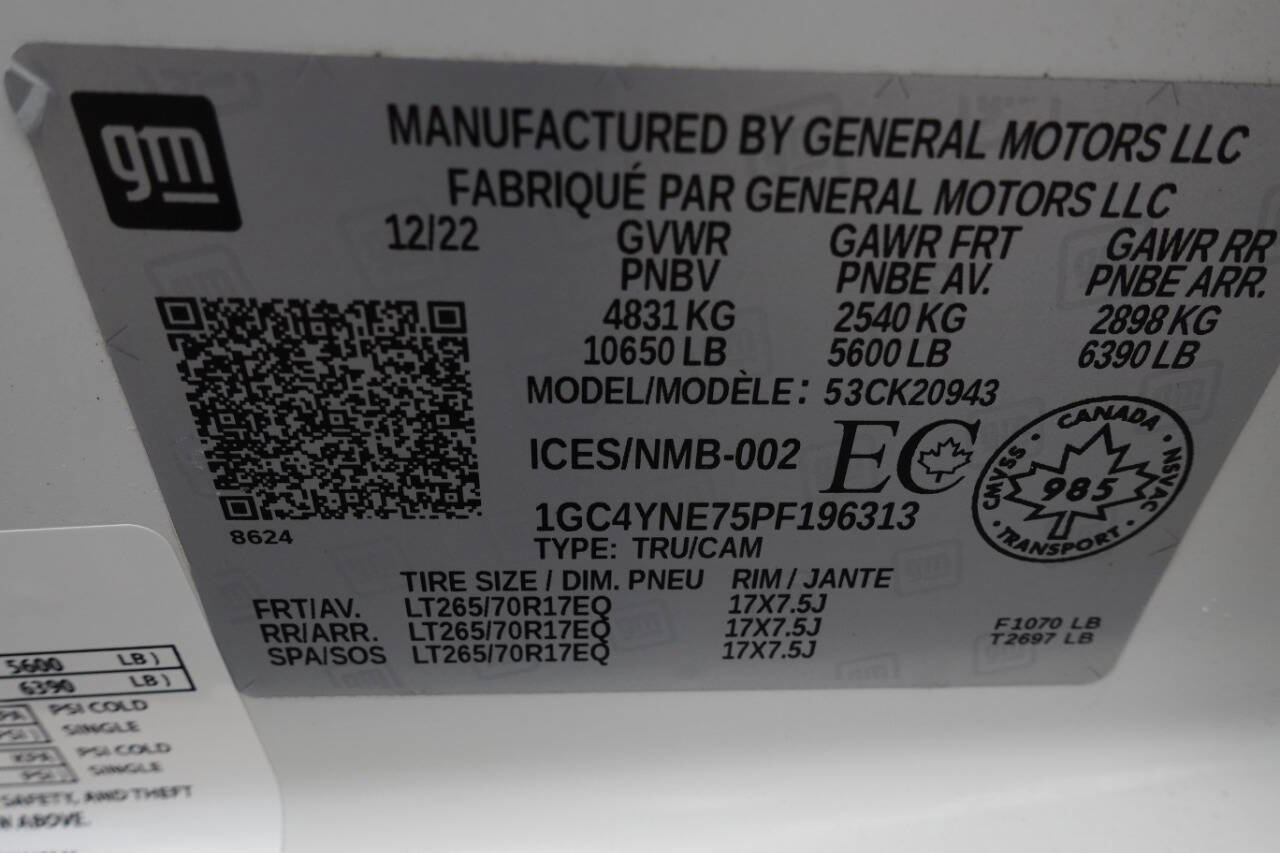 gm
MANUFACTURED BY GENERAL MOTORS LLC
FABRIQUÉ PAR GENERAL MOTORS LLC
12/22 GVWR GAWR FRT GAWR RR
PNBV PNBE AV. PNBE ARR.
4831 KG 2540 KG 2898 KG
10650 LB 5600 LB 6390 LB
MODEL/MODÈLE: 53CK20943
ICES/NMB-002 EC
CANADA
CMVSS 985 NSVAC
TRANSPORT
1GC4YNE75PF196313
8624
TYPE: TRU/CAM
TIRE SIZE / DIM. PNEU RIM / JANTE
FRT/AV. LT265/70R17EQ 17X7.5J
RR/ARR. LT265/70R17EQ 17X7.5J
SPA/SOS LT265/70R17EQ 17X7.5J
F1070 LB
T2697 LB
5600 LB)
6390 LB)
PSI COLD
PSI) SINGLE
KPA PSI COLD
PSI) SINGLE
SAFETY, AND THEFT
ABOVE.